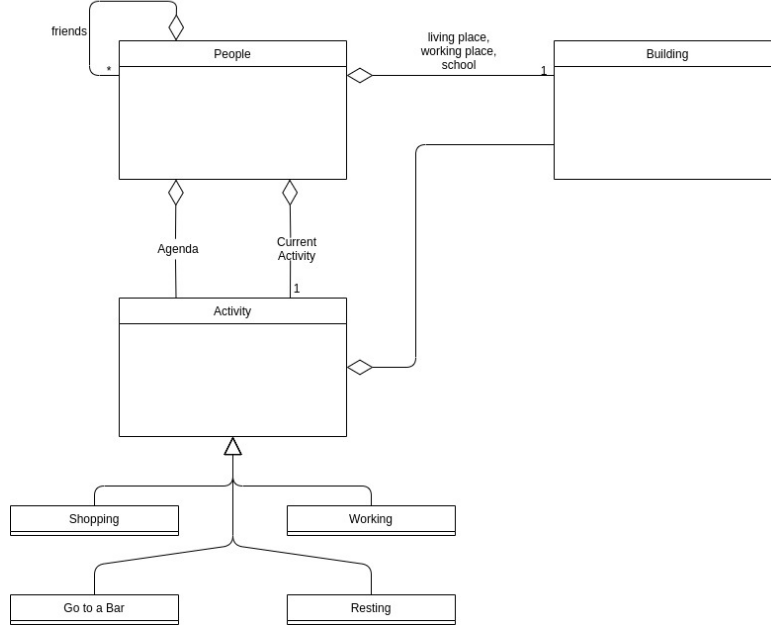 friends
*
People
living place,
working place,
school
1
Building
Agenda
Current
Activity
1
Activity
Shopping
Working
Go to a Bar
Resting